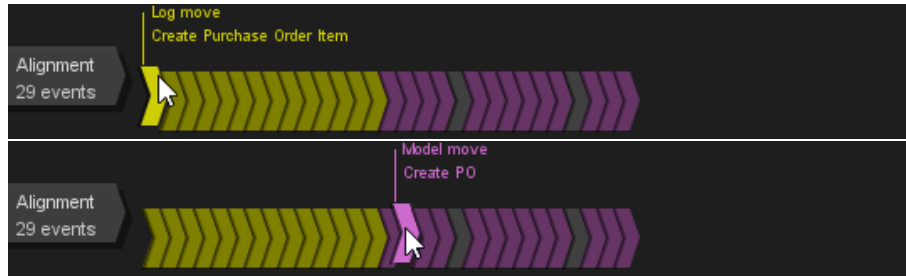 Log move
Create Purchase Order Item
Alignment
29 events
Model move
Create PO
Alignment
29 events